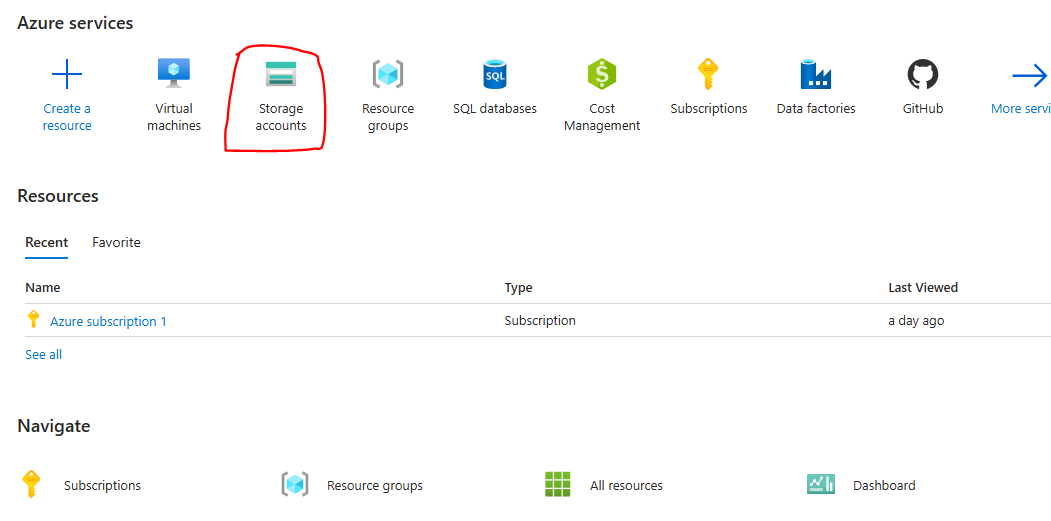 Azure services
Create a resource
Virtual machines
Storage accounts
Resource groups
SQL
SQL databases
$
Cost Management
Subscriptions
Data factories
GitHub
More servi
Resources
Recent Favorite
Name Type Last Viewed
Azure subscription 1 Subscription a day ago
See all
Navigate
Subscriptions Resource groups All resources Dashboard